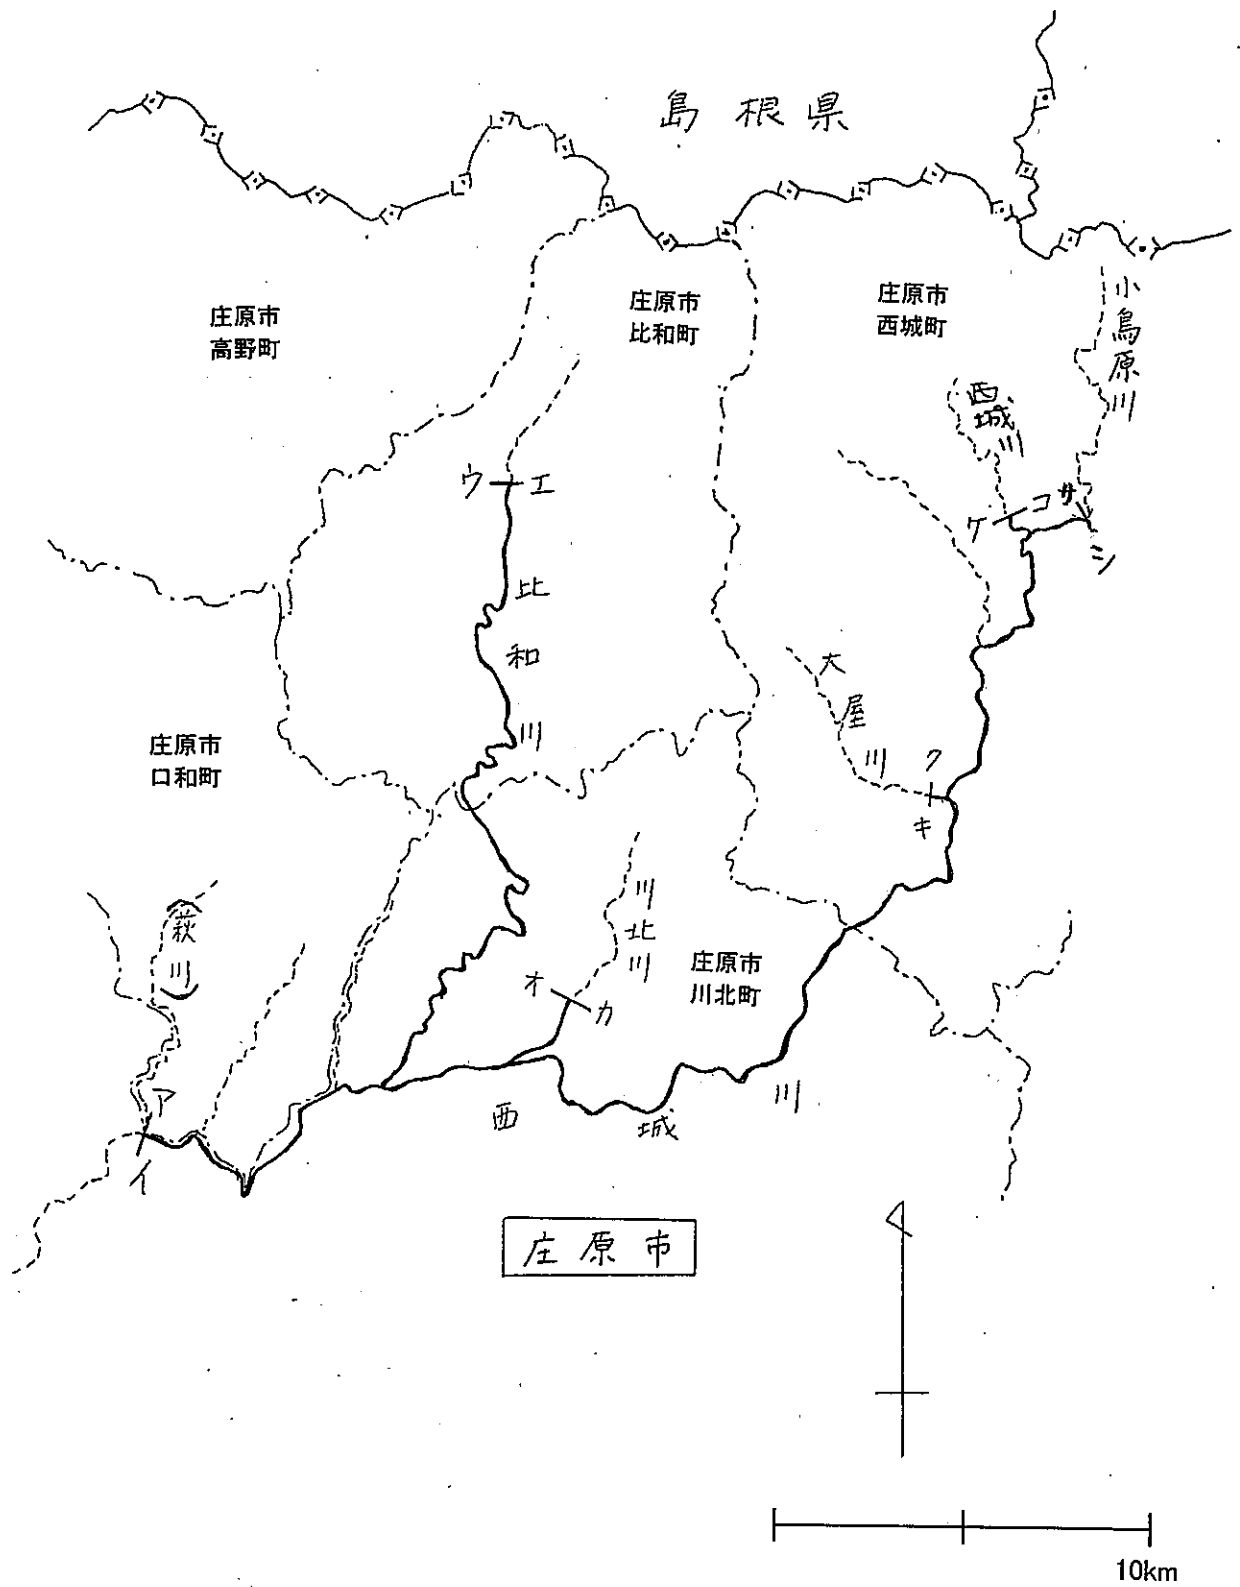 島根県
庄原市
高野町
庄原市
比和町
庄原市
西城町
小鳥原川
西城川
ウ
エ
ケ
コ
サ
シ
比和川
大屋川
ク
キ
庄原市
口和町
萩川
川北川
庄原市
川北町
オ
カ
ア
イ
西城川
庄原市
10km